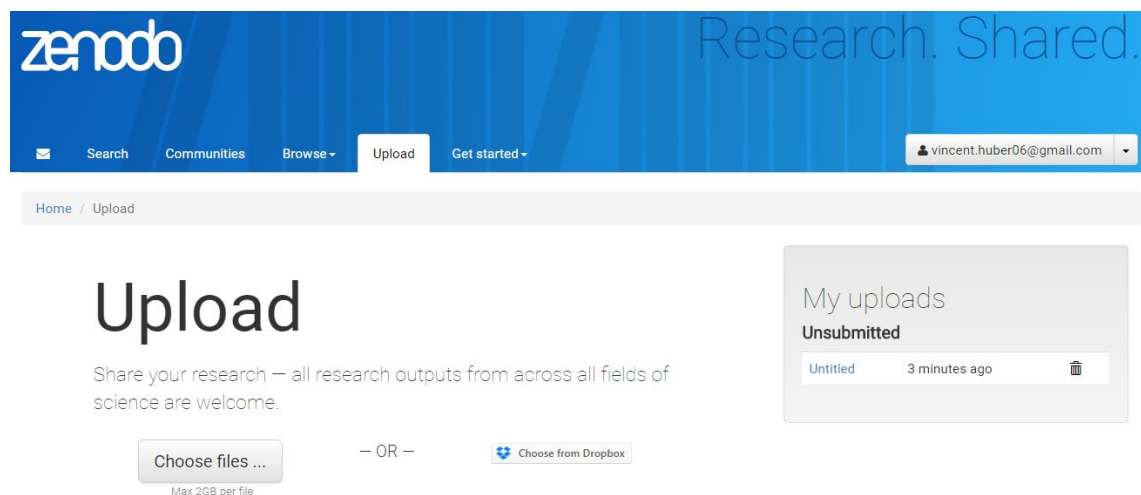 zenodo
Research. Shared.
Search Communities Browse Upload Get started vincent.huber06@gmail.com
Home / Upload
Upload
Share your research — all research outputs from across all fields of
science are welcome.
Choose files ...
Max 2GB per file
— OR —
Choose from Dropbox
My uploads
Unsubmitted
Untitled 3 minutes ago